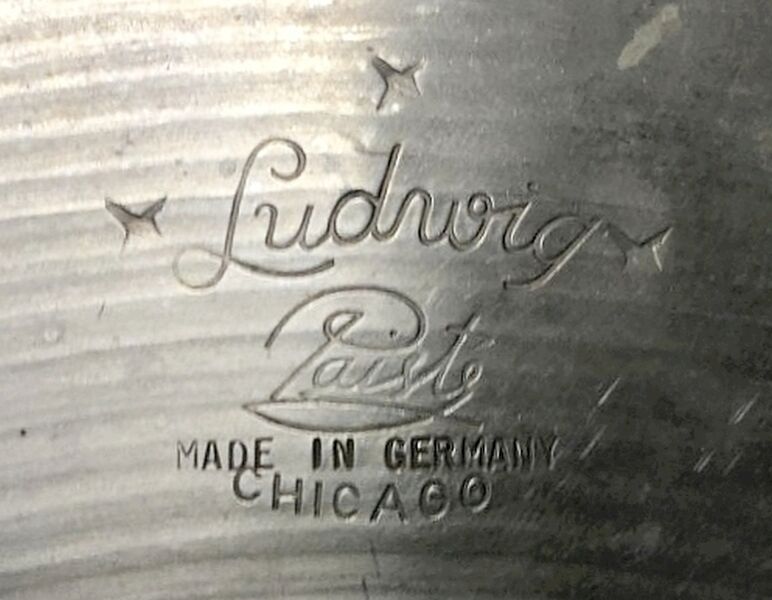 Ludwig
Paiste
MADE IN GERMANY
CHICAGO